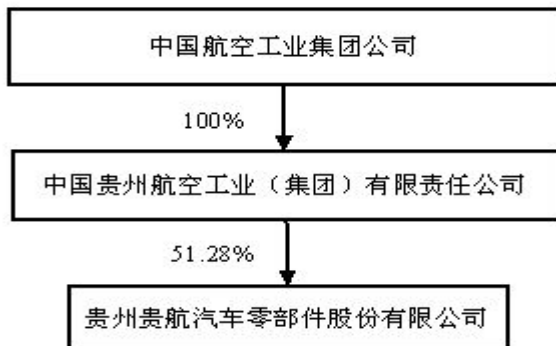 中国航空工业集团公司
100%
中国贵州航空工业（集团）有限责任公司
51.28%
贵州贵航汽车零部件股份有限公司